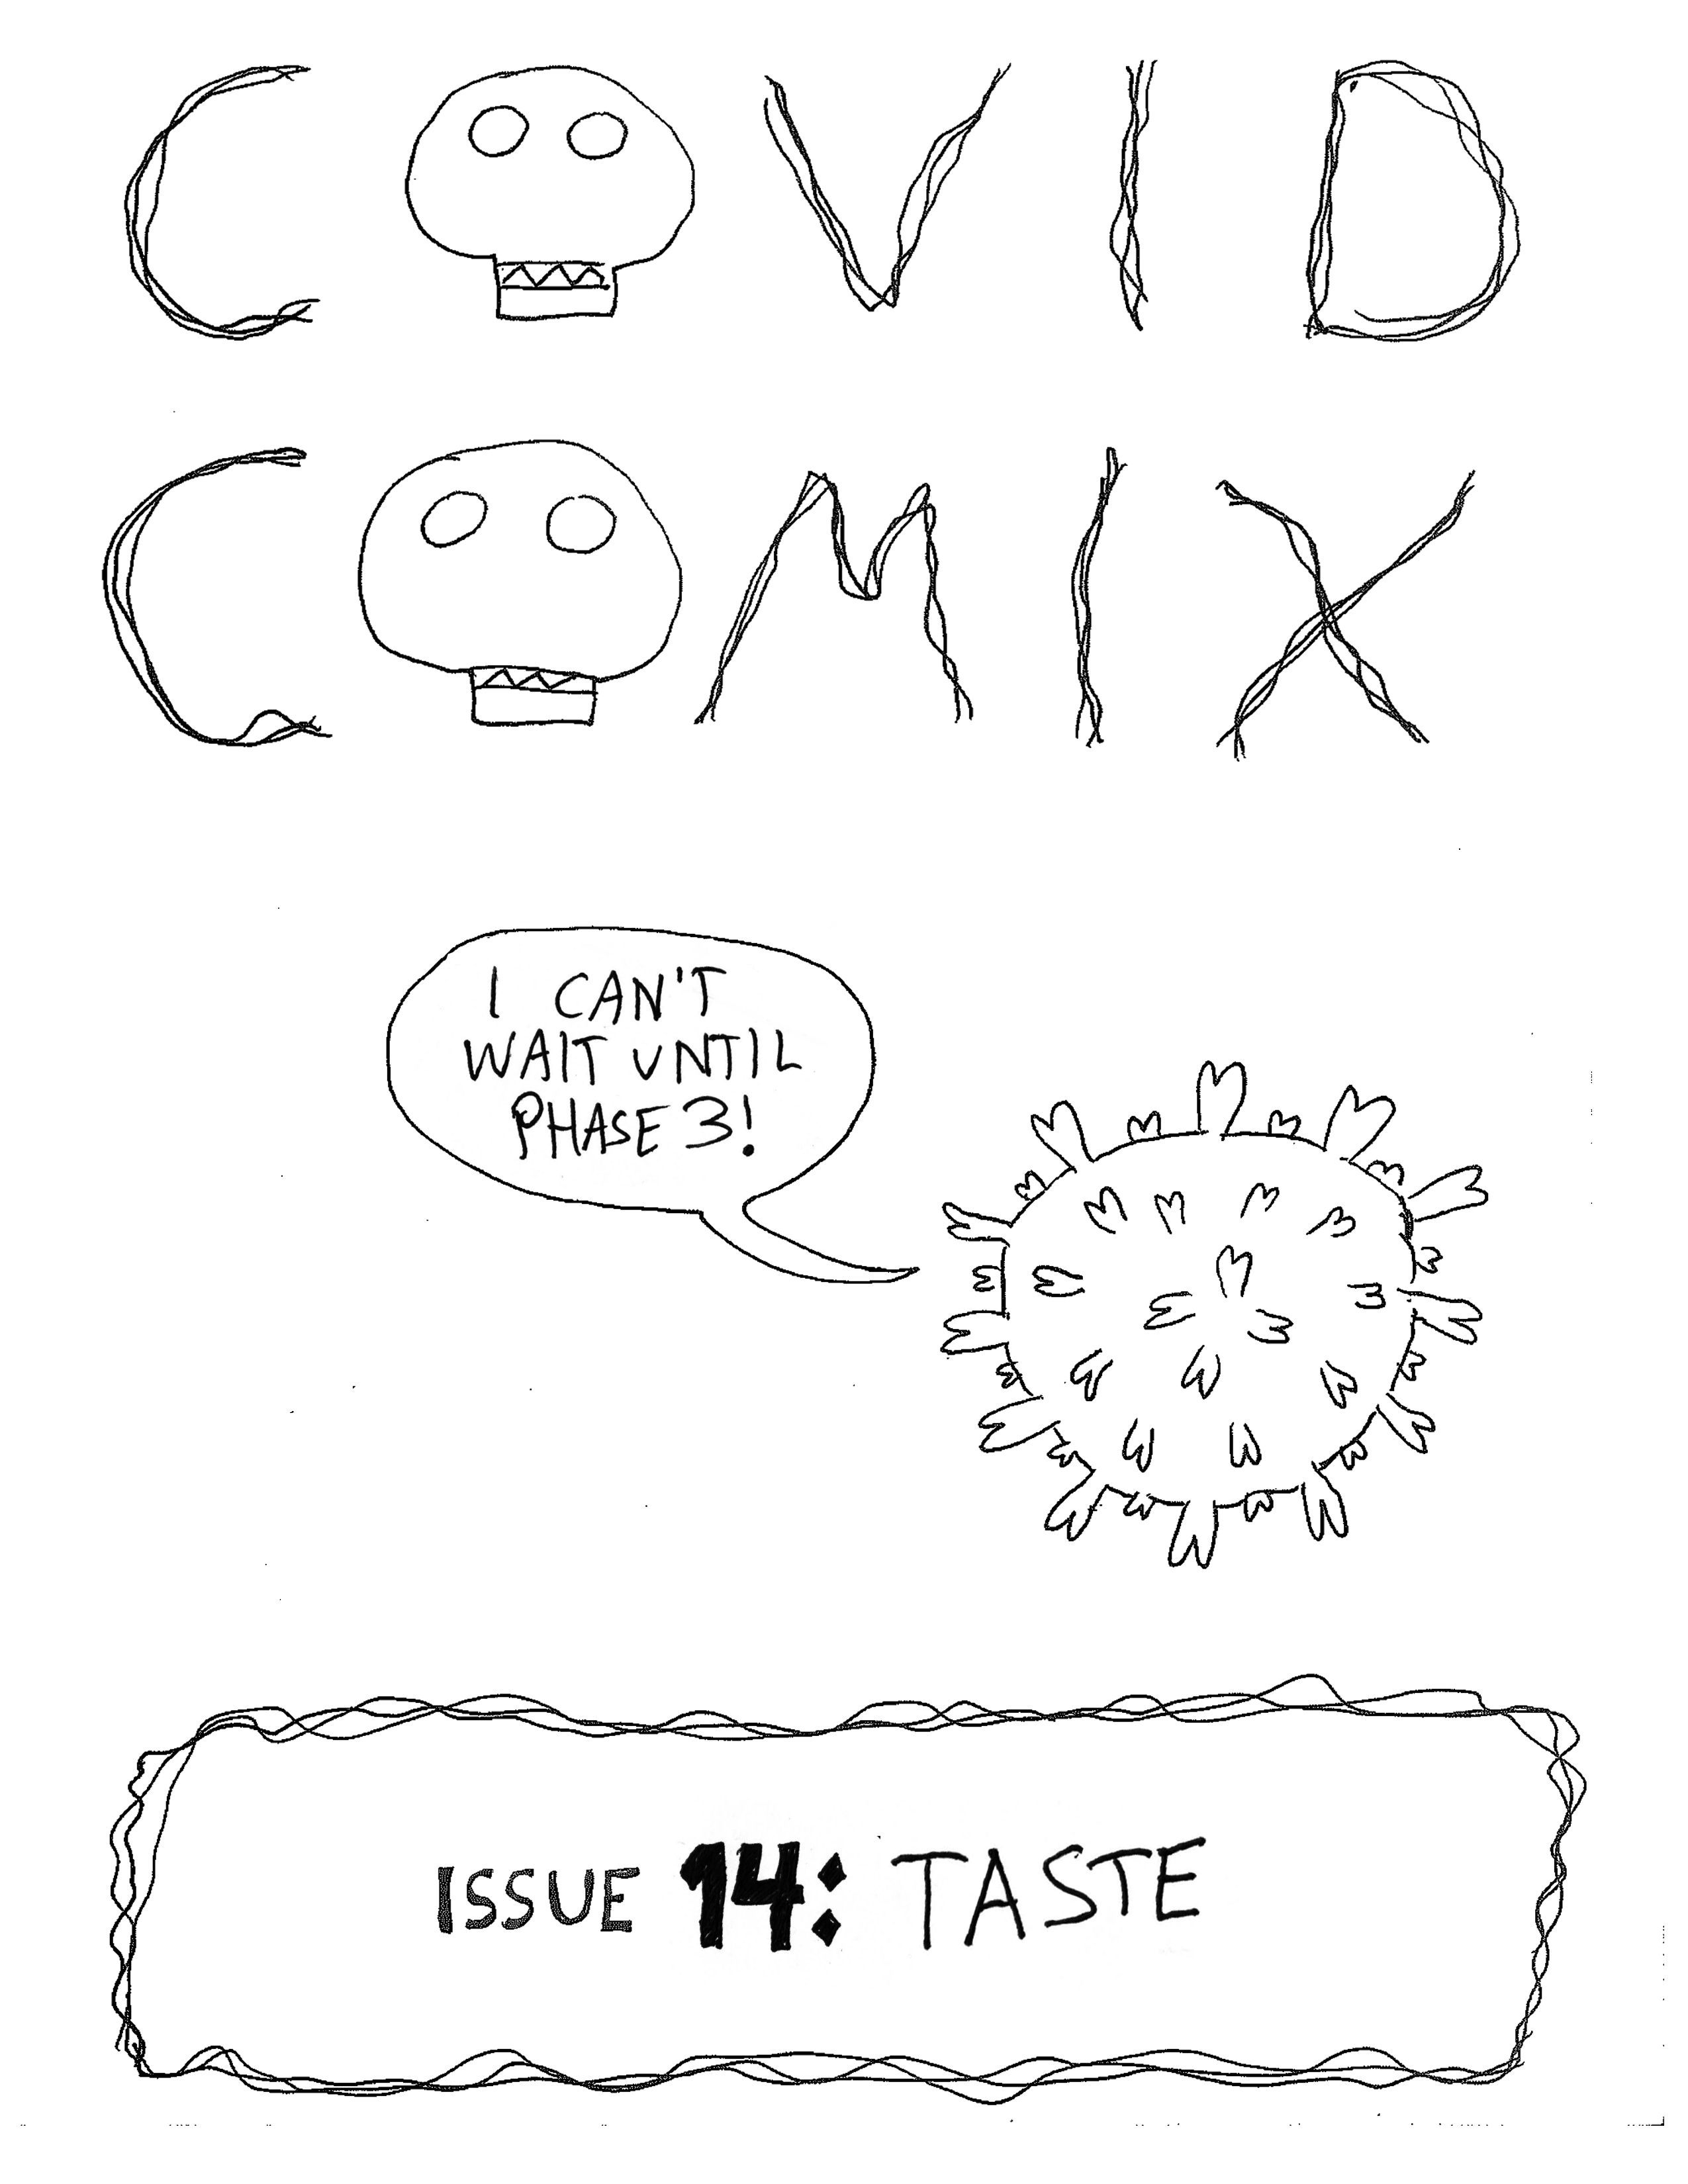 COVID
COMIX
I CAN'T
WAIT UNTIL
PHASE 3!
ISSUE 14: TASTE